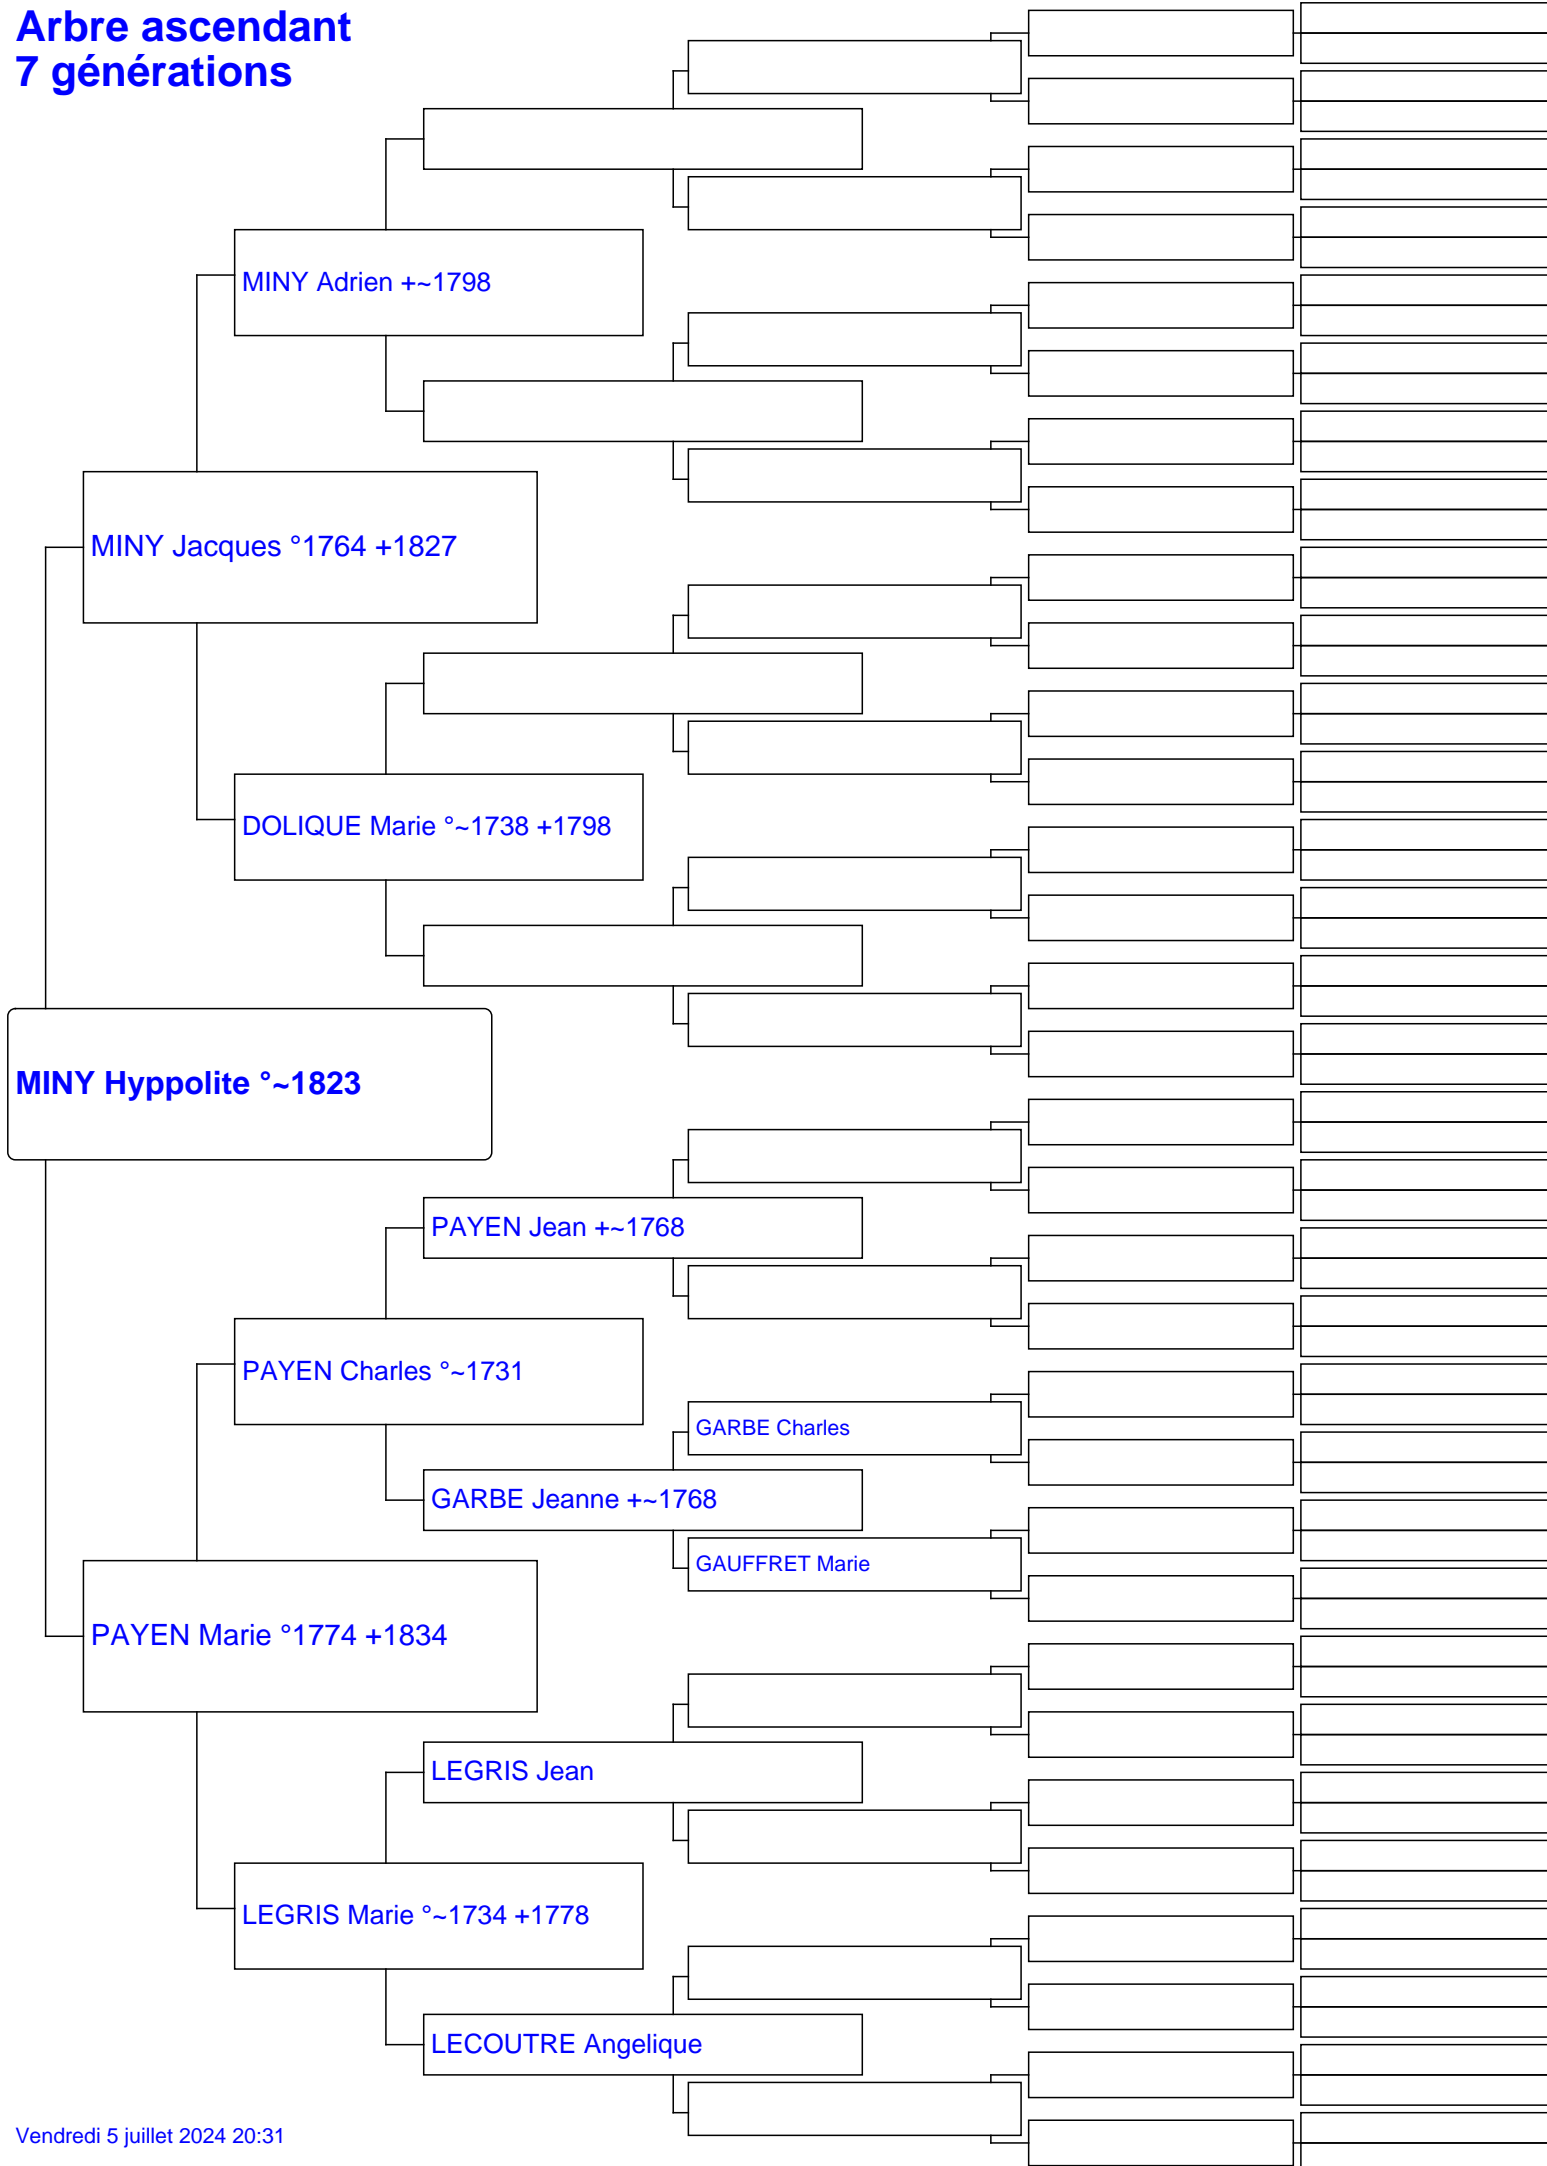 Arbre ascendant
7 générations
MINY Adrien +~1798
MINY Jacques °1764 +1827
DOLIQUE Marie °~1738 +1798
MINY Hyppolite °~1823
PAYEN Jean +~1768
PAYEN Charles °~1731
GARBE Charles
GARBE Jeanne +~1768
GAUFFRET Marie
PAYEN Marie °1774 +1834
LEGRIS Jean
LEGRIS Marie °~1734 +1778
LECOUTRE Angelique
Vendredi 5 juillet 2024 20:31